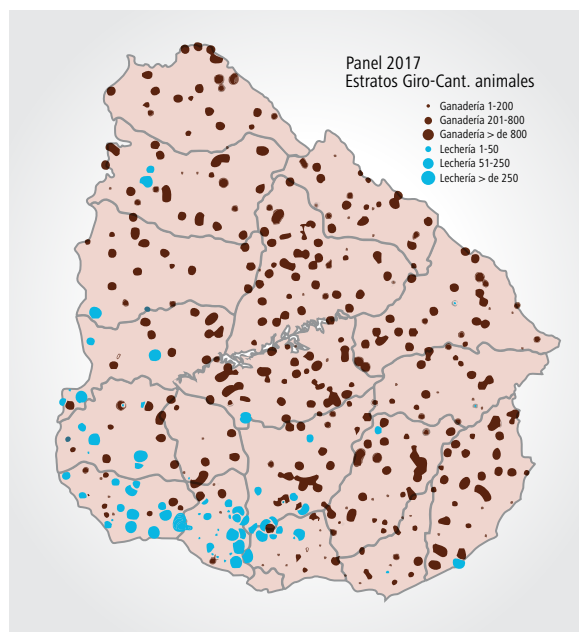 Panel 2017
Estratos Giro-Cant. animales
Ganadería 1-200
Ganadería 201-800
Ganadería > de 800
Lechería 1-50
Lechería 51-250
Lechería > de 250